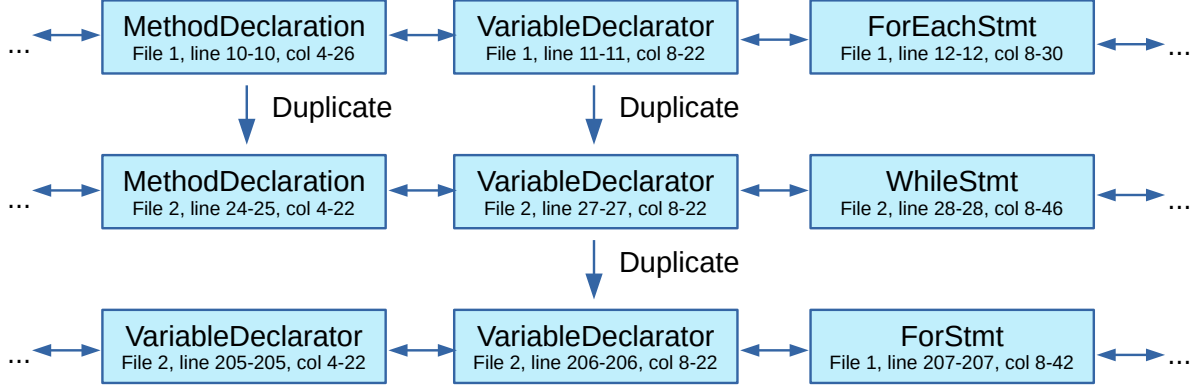 ... MethodDeclaration VariableDeclarator ForEachStmt ...
File 1, line 10-10, col 4-26 File 1, line 11-11, col 8-22 File 1, line 12-12, col 8-30
Duplicate Duplicate
... MethodDeclaration VariableDeclarator WhileStmt ...
File 2, line 24-25, col 4-22 File 2, line 27-27, col 8-22 File 2, line 28-28, col 8-46
Duplicate
... VariableDeclarator VariableDeclarator ForStmt ...
File 2, line 205-205, col 4-22 File 2, line 206-206, col 8-22 File 1, line 207-207, col 8-42